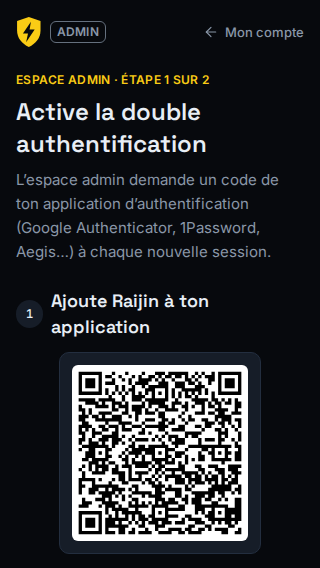 ADMIN
← Mon compte
ESPACE ADMIN · ÉTAPE 1 SUR 2
Active la double
authentification
L’espace admin demande un code de
ton application d’authentification
(Google Authenticator, 1Password,
Aegis…) à chaque nouvelle session.
1
Ajoute Raijin à ton
application